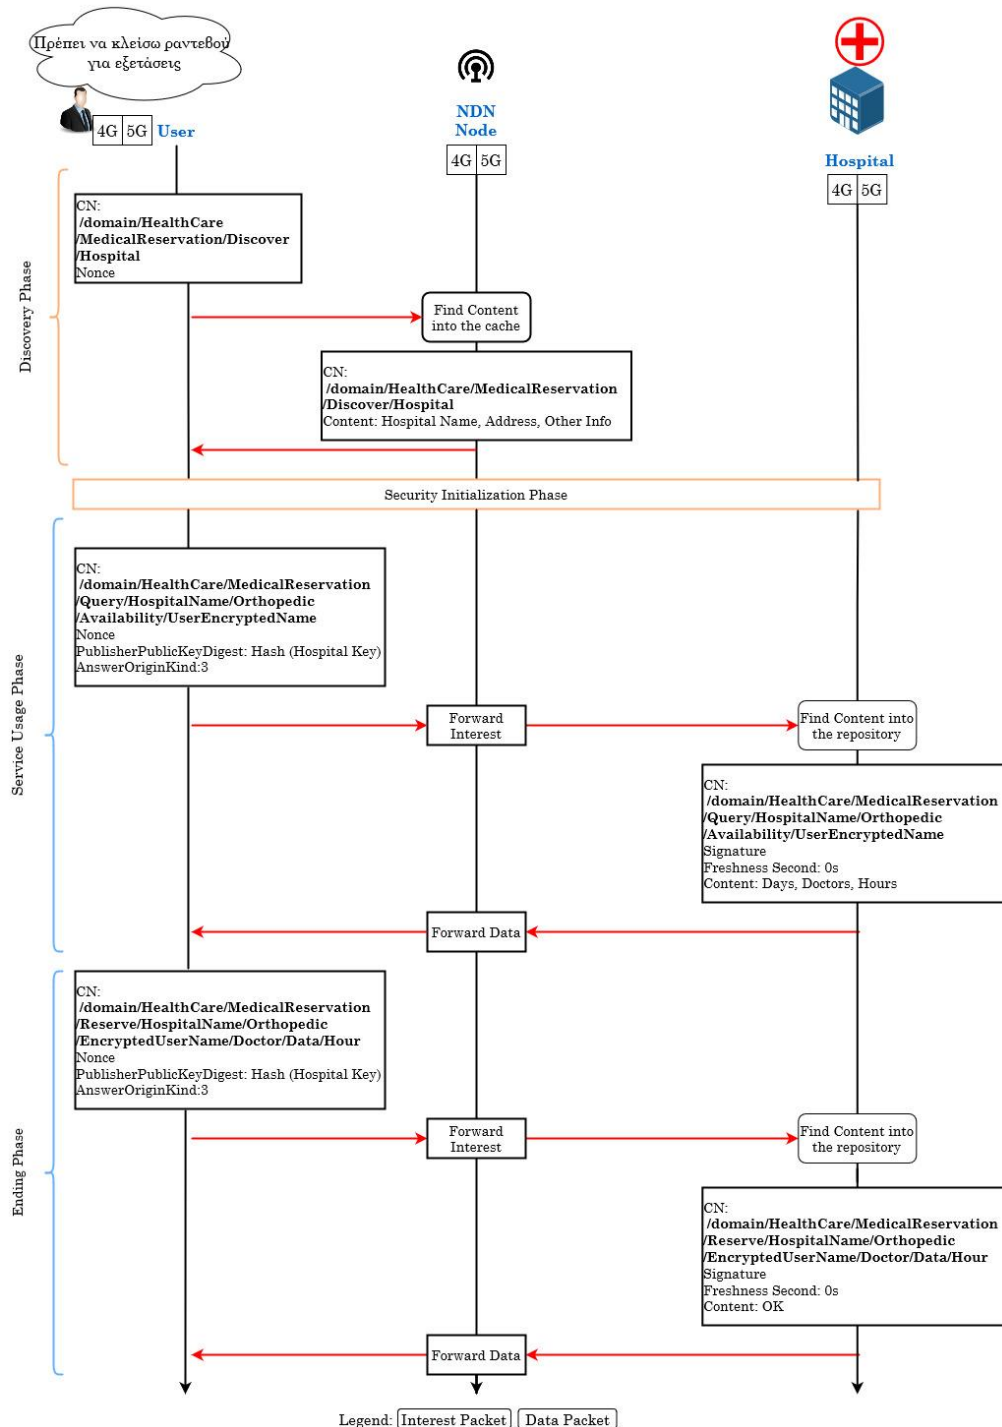 Πρέπει να κλείσω ραντεβού
για εξετάσεις
4G 5G User
NDN
Node
4G 5G
Hospital
4G 5G
Discovery Phase
CN:
/domain/HealthCare
/MedicalReservation/Discover
/Hospital
Nonce
Find Content
into the cache
CN:
/domain/HealthCare/MedicalReservation
/Discover/Hospital
Content: Hospital Name, Address, Other Info
Security Initialization Phase
Service Usage Phase
CN:
/domain/HealthCare/MedicalReservation
/Query/HospitalName/Orthopedic
/Availability/UserEncryptedName
Nonce
PublisherPublicKeyDigest: Hash (Hospital Key)
AnswerOriginKind:3
Forward
Interest
Find Content into
the repository
CN:
/domain/HealthCare/MedicalReservation
/Query/HospitalName/Orthopedic
/Availability/UserEncryptedName
Signature
Freshness Second: 0s
Content: Days, Doctors, Hours
Forward Data
Ending Phase
CN:
/domain/HealthCare/MedicalReservation
/Reserve/HospitalName/Orthopedic
/EncryptedUserName/Doctor/Data/Hour
Nonce
PublisherPublicKeyDigest: Hash (Hospital Key)
AnswerOriginKind:3
Forward
Interest
Find Content into
the repository
CN:
/domain/HealthCare/MedicalReservation
/Reserve/HospitalName/Orthopedic
/EncryptedUserName/Doctor/Data/Hour
Signature
Freshness Second: 0s
Content: OK
Forward Data
Legend: Interest Packet Data Packet